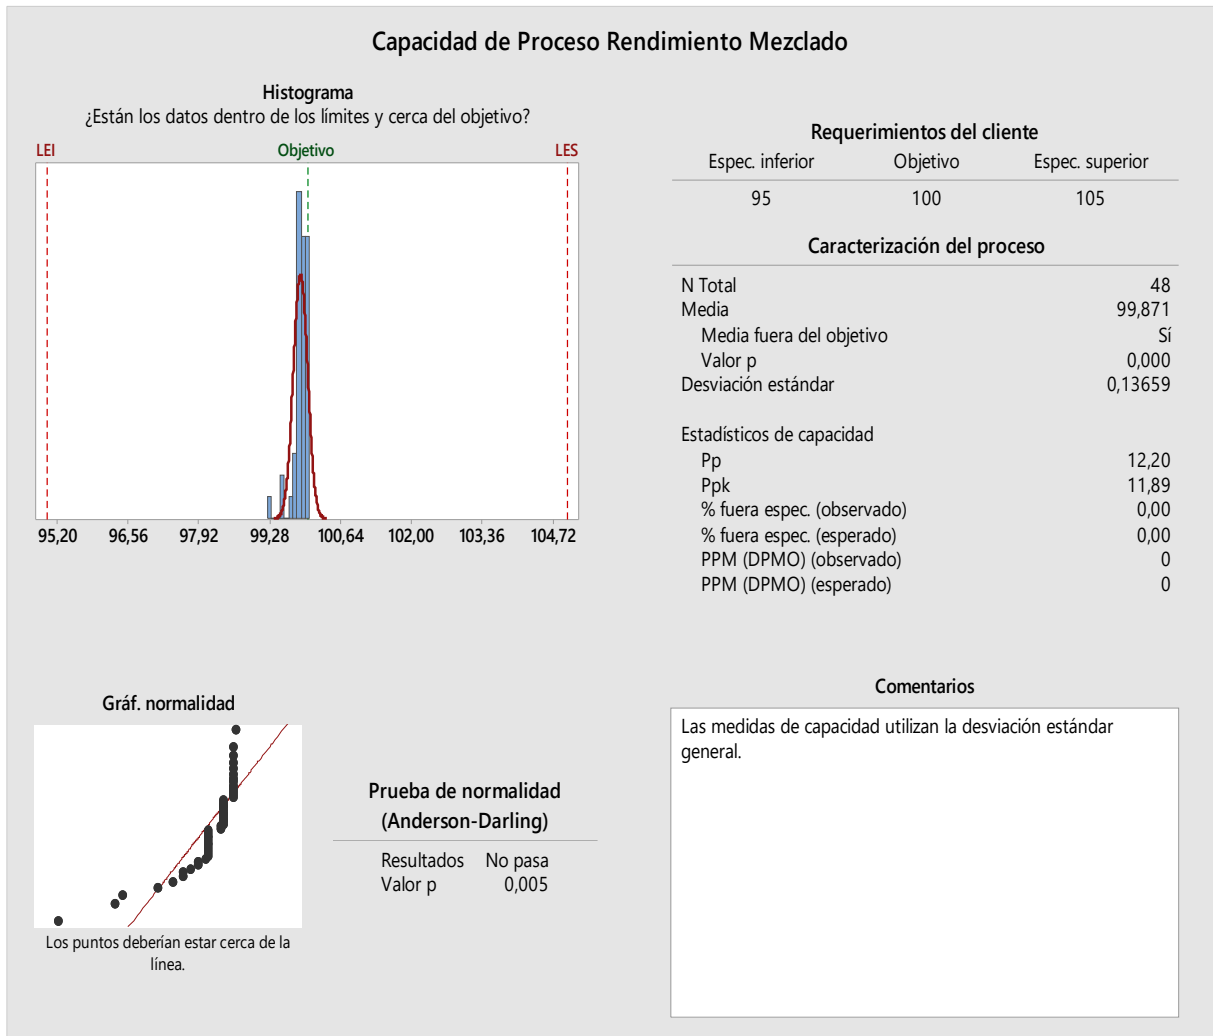 Capacidad de Proceso Rendimiento Mezclado
Histograma
¿Están los datos dentro de los límites y cerca del objetivo?
LEI Objetivo LES
95,20 96,56 97,92 99,28 100,64 102,00 103,36 104,72
Requerimientos del cliente
Espec. inferior Objetivo Espec. superior
95 100 105
Caracterización del proceso
N Total 48
Media 99,871
Media fuera del objetivo Sí
Valor p 0,000
Desviación estándar 0,13659
Estadísticos de capacidad
Pp 12,20
Ppk 11,89
% fuera espec. (observado) 0,00
% fuera espec. (esperado) 0,00
PPM (DPMO) (observado) 0
PPM (DPMO) (esperado) 0
Gráf. normalidad
Los puntos deberían estar cerca de la
línea.
Prueba de normalidad
(Anderson-Darling)
Resultados No pasa
Valor p 0,005
Comentarios
Las medidas de capacidad utilizan la desviación estándar
general.